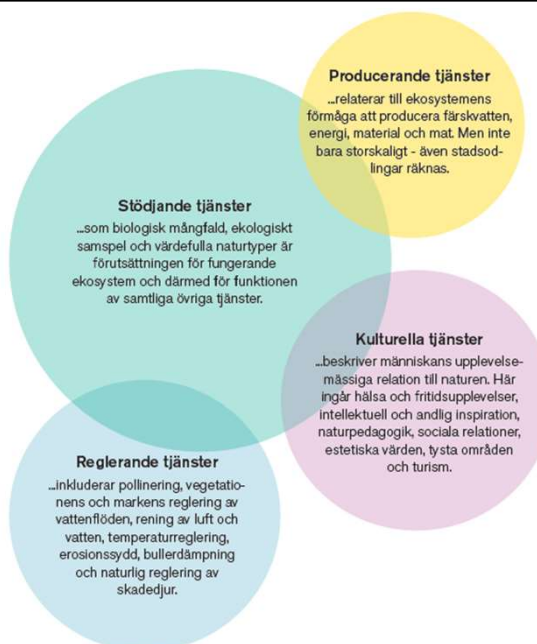 Producerande tjänster
...relaterar till ekosystemens
förmåga att producera färskvatten,
energi, material och mat. Men inte
bara storskaligt - även stadsod-
lingar räknas.
Stödjande tjänster
...som biologisk mångfald, ekologiskt
samspel och värdefulla naturtyper är
förutsättningen för fungerande
ekosystem och därmed för funktionen
av samtliga övriga tjänster.
Kulturella tjänster
...beskriver människans upplevelse-
mässiga relation till naturen. Här
ingår hälsa och fritidsupplevelser,
intellektuell och andlig inspiration,
naturpedagogik, sociala relationer,
estetiska värden, tysta områden
och turism.
Reglerande tjänster
...inkluderar pollinering, vegetatio-
nens och markens reglering av
vattenflöden, rening av luft och
vatten, temperaturreglering,
erosionssydd, bullerdämpning
och naturlig reglering av
skadedjur.